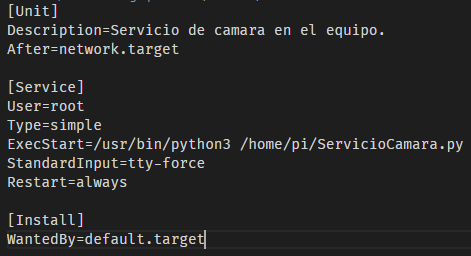 [Unit]
Description=Servicio de camara en el equipo.
After=network.target

[Service]
User=root
Type=simple
ExecStart=/usr/bin/python3 /home/pi/ServicioCamara.py
StandardInput=tty-force
Restart=always

[Install]
WantedBy=default.target